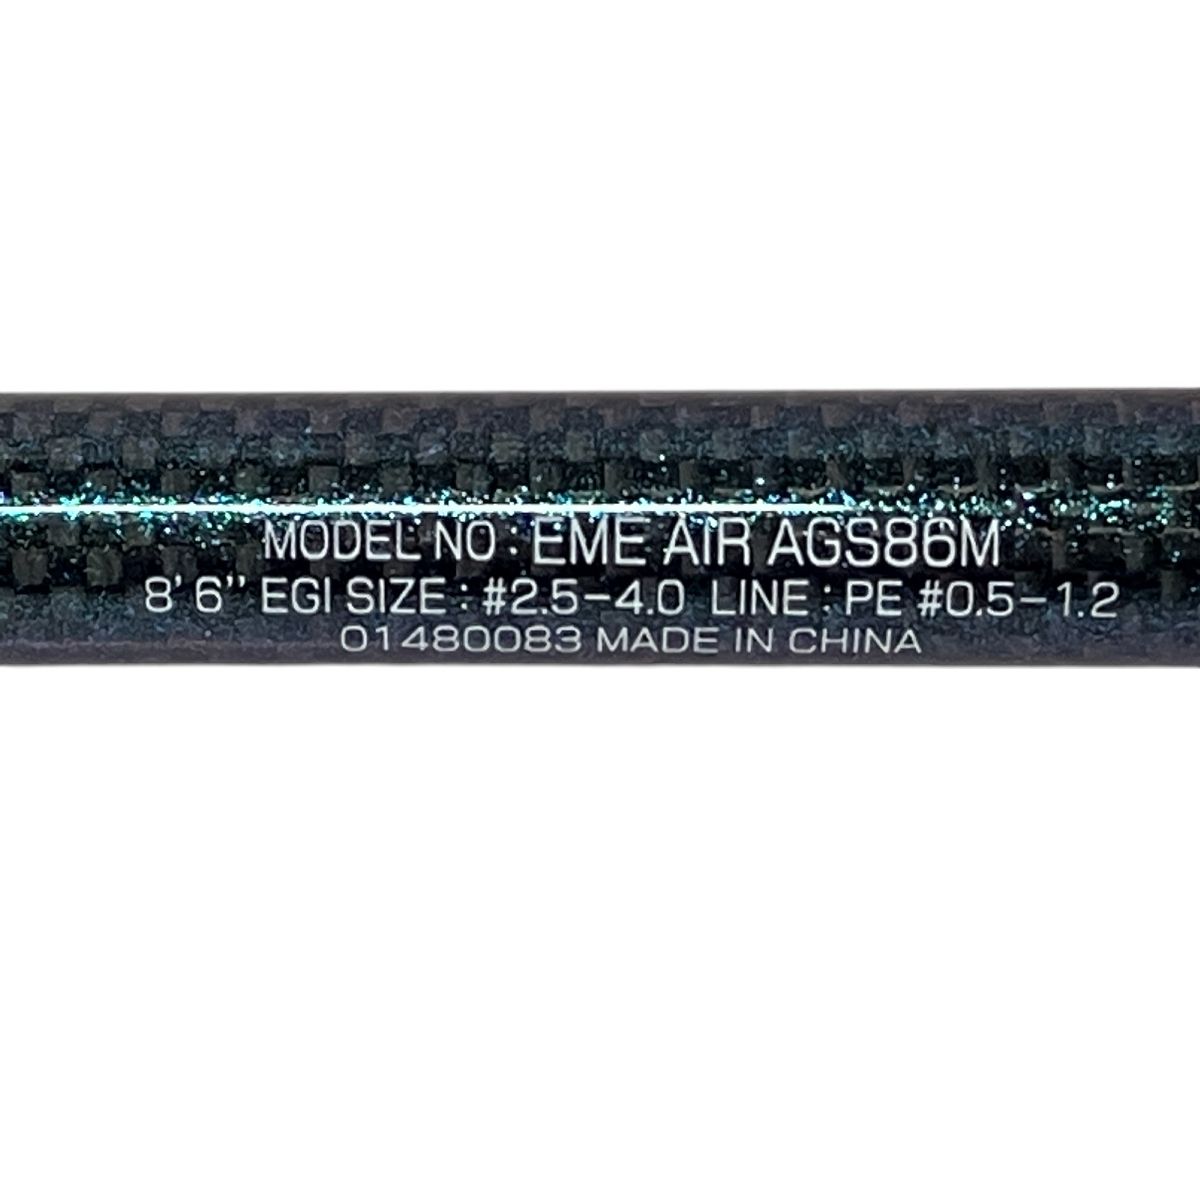 MODEL NO : EME AIR AGS86M
8'6" EGI SIZE : #2.5-4.0 LINE : PE #0.5-1.2
01480083 MADE IN CHINA